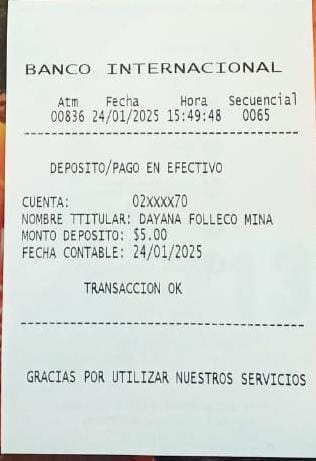 BANCO INTERNACIONAL
Atm Fecha Hora Secuencial
00836 24/01/2025 15:49:48 0065
DEPOSITO/PAGO EN EFECTIVO
CUENTA: 02xxxx70
NOMBRE TTITULAR: DAYANA FOLLECO MINA
MONTO DEPOSITO: $5.00
FECHA CONTABLE: 24/01/2025
TRANSACCION OK
GRACIAS POR UTILIZAR NUESTROS SERVICIOS